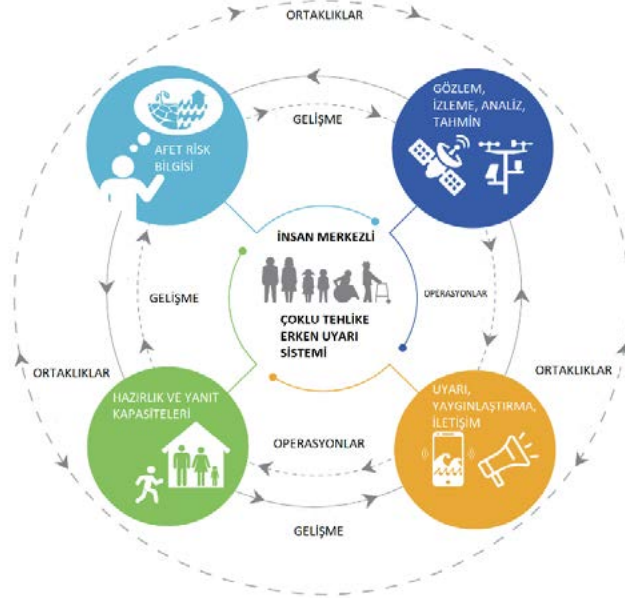 ORTAKLIKLAR
GÖZLEM,
İZLEME, ANALİZ,
TAHMİN
GELİŞME
AFET RİSK
BİLGİSİ
İNSAN MERKEZLİ
GELİŞME
OPERASYONLAR
ÇOKLU TEHLİKE
ERKEN UYARI
SİSTEMİ
ORTAKLIKLAR
ORTAKLIKLAR
HAZIRLIK VE YANIT
KAPASİTELERİ
UYARI,
YAYGINLAŞTIRMA,
İLETİŞİM
OPERASYONLAR
GELİŞME